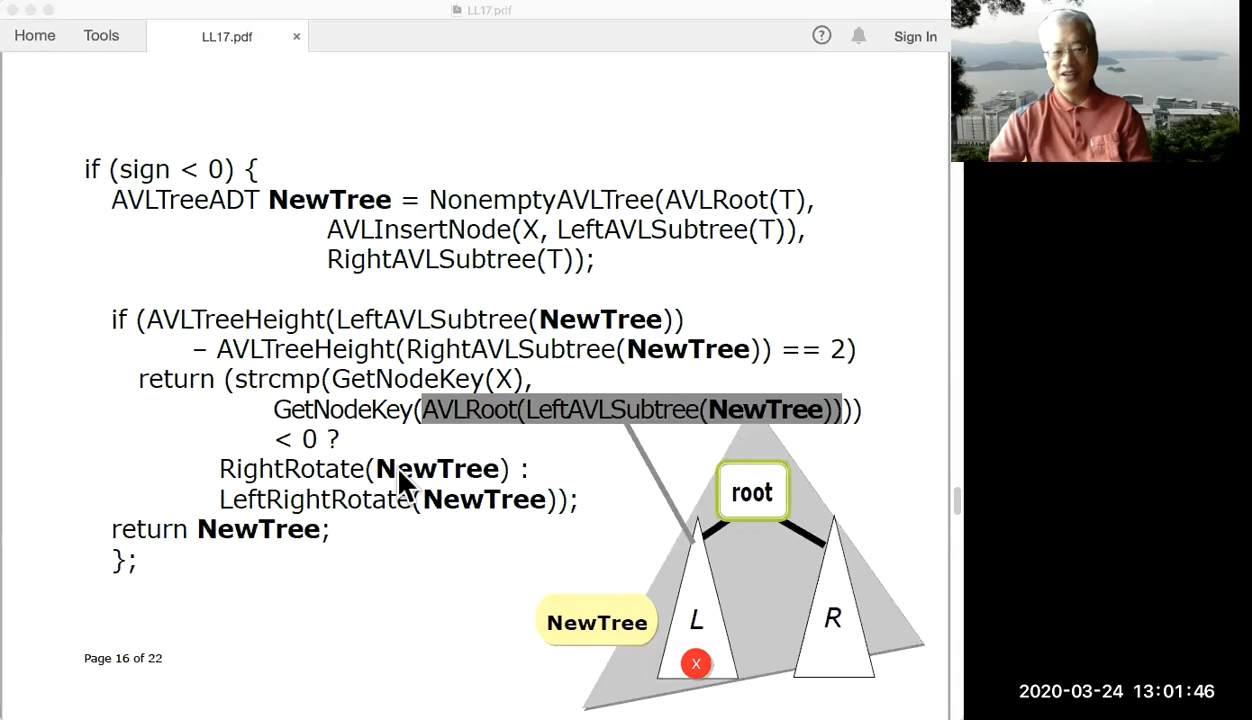 LL17.pdf
Home Tools LL17.pdf × ? Sign In
if (sign < 0) {
AVLTreeADT NewTree = NonemptyAVLTree(AVLRoot(T),
AVLInsertNode(X, LeftAVLSubtree(T)),
RightAVLSubtree(T));
if (AVLTreeHeight(LeftAVLSubtree(NewTree))
– AVLTreeHeight(RightAVLSubtree(NewTree)) == 2)
return (strcmp(GetNodeKey(X),
GetNodeKey(AVLRoot(LeftAVLSubtree(NewTree))))
< 0 ?
RightRotate(NewTree) :
LeftRightRotate(NewTree));
return NewTree;
};
root
L
R
NewTree
X
Page 16 of 22
2020-03-24 13:01:46